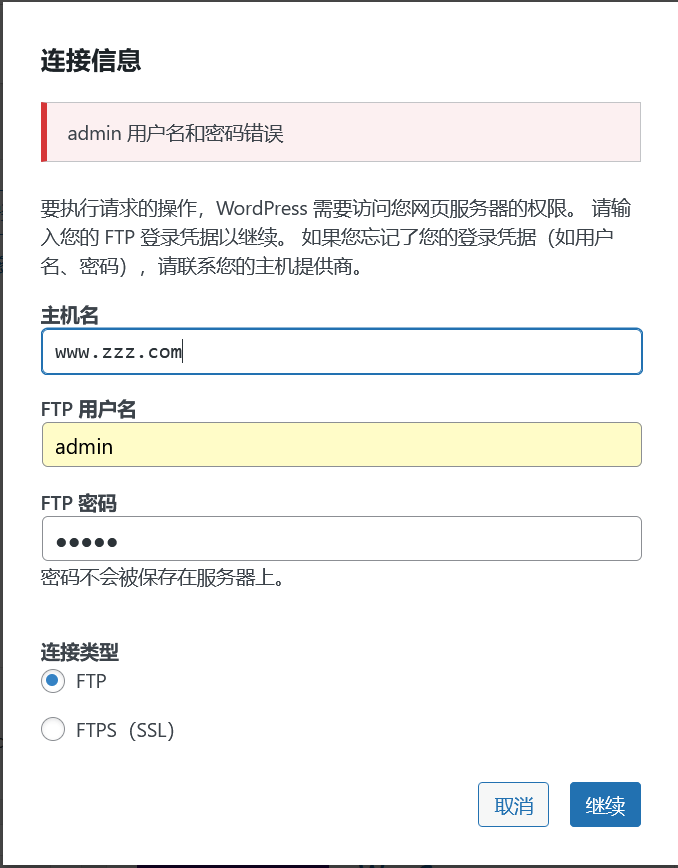 连接信息
admin 用户名和密码错误
要执行请求的操作，WordPress 需要访问您网页服务器的权限。 请输
入您的 FTP 登录凭据以继续。 如果您忘记了您的登录凭据（如用户
名、密码），请联系您的主机提供商。
主机名
www.zzz.com
FTP 用户名
admin
FTP 密码
●●●●●
密码不会被保存在服务器上。
连接类型
FTP
FTPS（SSL）
取消 继续